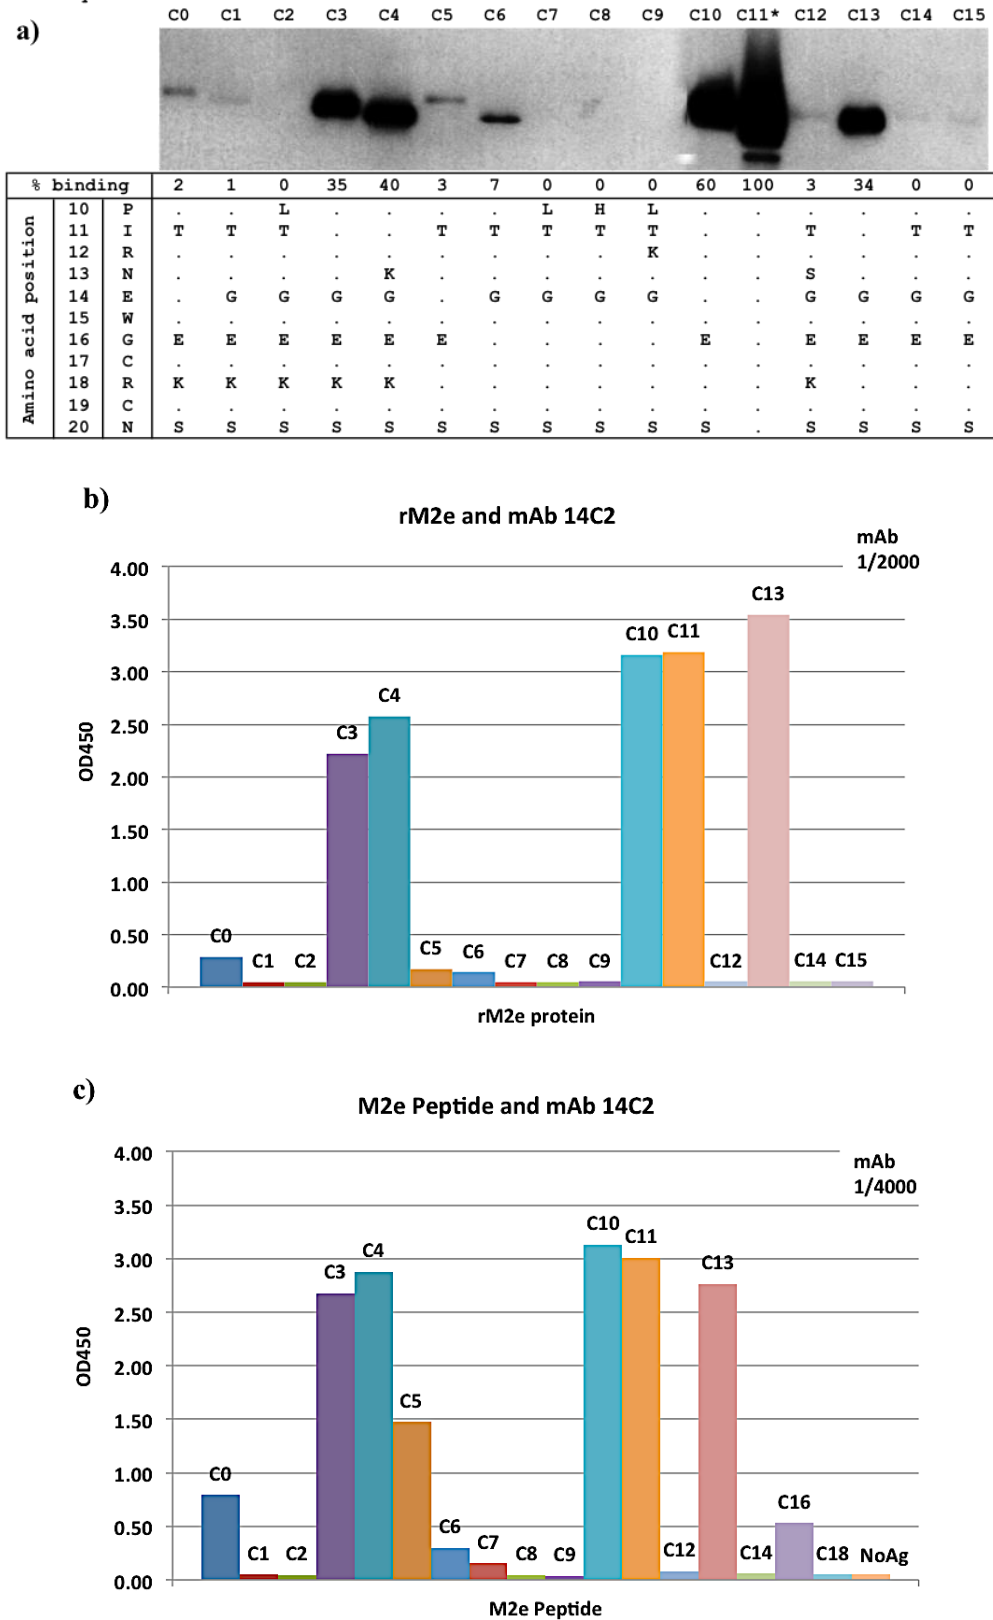 C0 C1 C2 C3 C4 C5 C6 C7 C8 C9 C10 C11* C12 C13 C14 C15
a)
% binding 2 1 0 35 40 3 7 0 0 0 60 100 3 34 0 0
Amino acid position
10 P . . L . . . . L H L . . . . . .
11 I T T T . . T T T T T . . T . T T
12 R . . . . . . . . . K . . . . . .
13 N . . . . K . . . . . . . S . . .
14 E . G G G G . G G G G . . G G G G
15 W . . . . . . . . . . . . . . . .
16 G E E E E E E . . . . E . E E E E
17 C . . . . . . . . . . . . . . . .
18 R K K K K K . . . . . . . K . . .
19 C . . . . . . . . . . . . . . . .
20 N S S S S S S S S S S S . S S S S
b)
rM2e and mAb 14C2
mAb
1/2000
4.00
3.50
3.00
2.50
2.00
1.50
1.00
0.50
0.00
OD450
C0 C1 C2 C3 C4 C5 C6 C7 C8 C9 C10 C11 C12 C13 C14 C15
rM2e protein
c)
M2e Peptide and mAb 14C2
mAb
1/4000
4.00
3.50
3.00
2.50
2.00
1.50
1.00
0.50
0.00
OD450
C0 C1 C2 C3 C4 C5 C6 C7 C8 C9 C10 C11 C12 C13 C14 C16 C18 NoAg
M2e Peptide